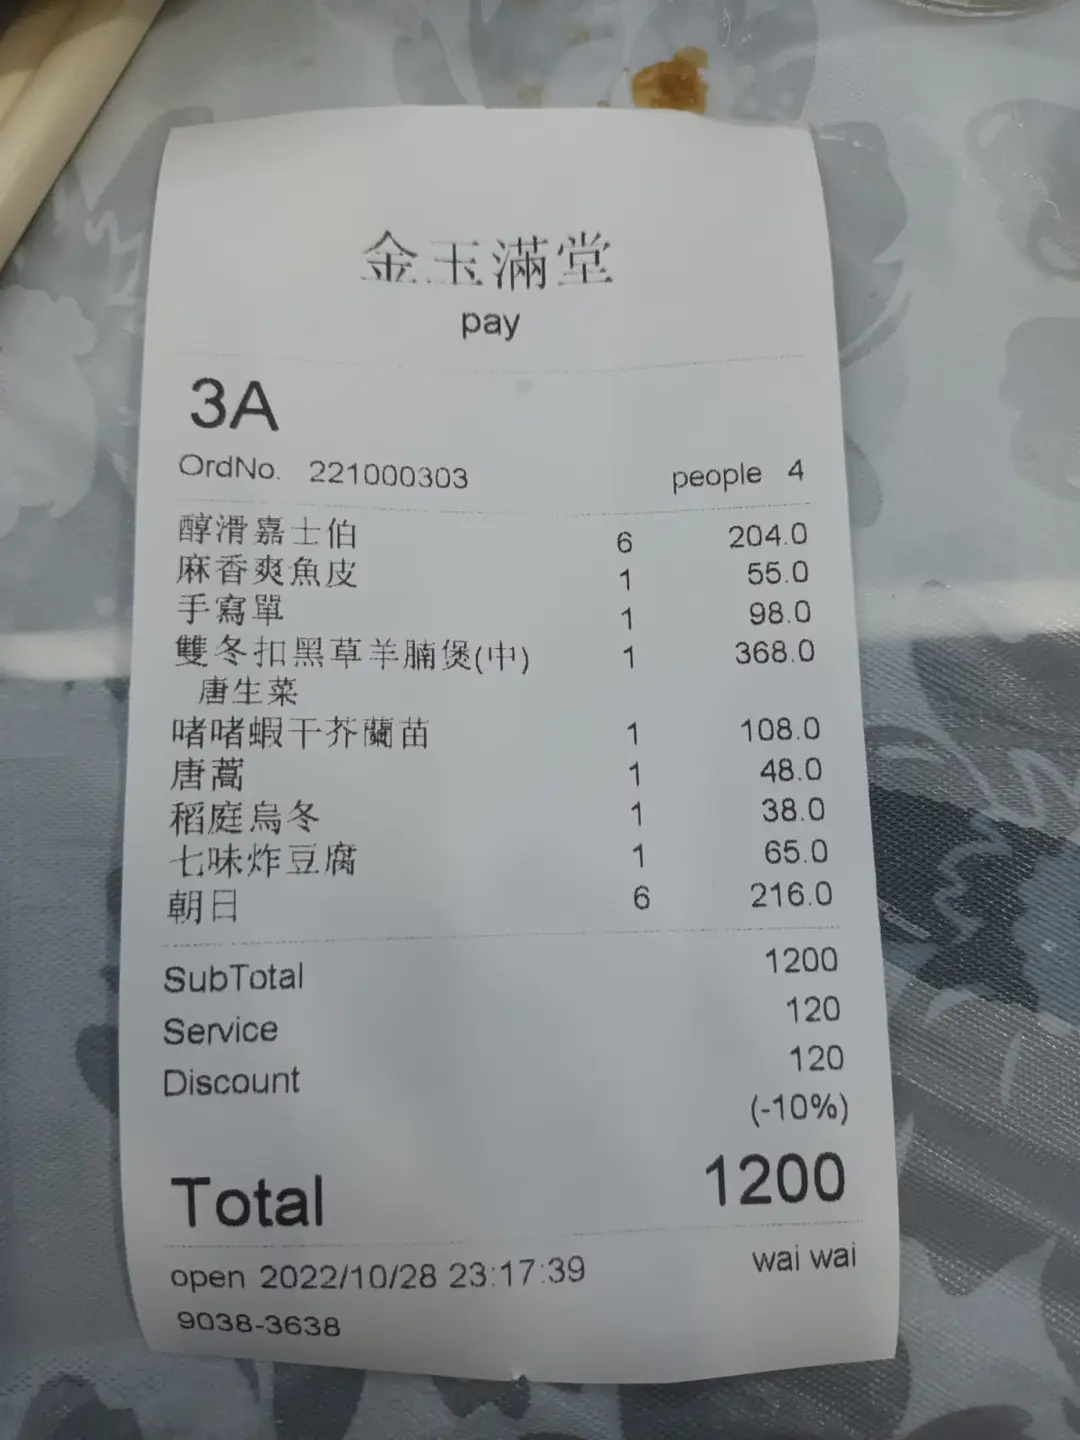 金玉滿堂
pay
3A
OrdNo. 221000303 people 4
醇滑嘉士伯 6 204.0
麻香爽魚皮 1 55.0
手寫單 1 98.0
雙冬扣黑草羊腩煲(中) 1 368.0
唐生菜
啫啫蝦干芥蘭苗 1 108.0
唐蒿 1 48.0
稻庭烏冬 1 38.0
七味炸豆腐 1 65.0
朝日 6 216.0
SubTotal 1200
Service 120
Discount 120
(-10%)
Total 1200
open 2022/10/28 23:17:39 wai wai
9038-3638